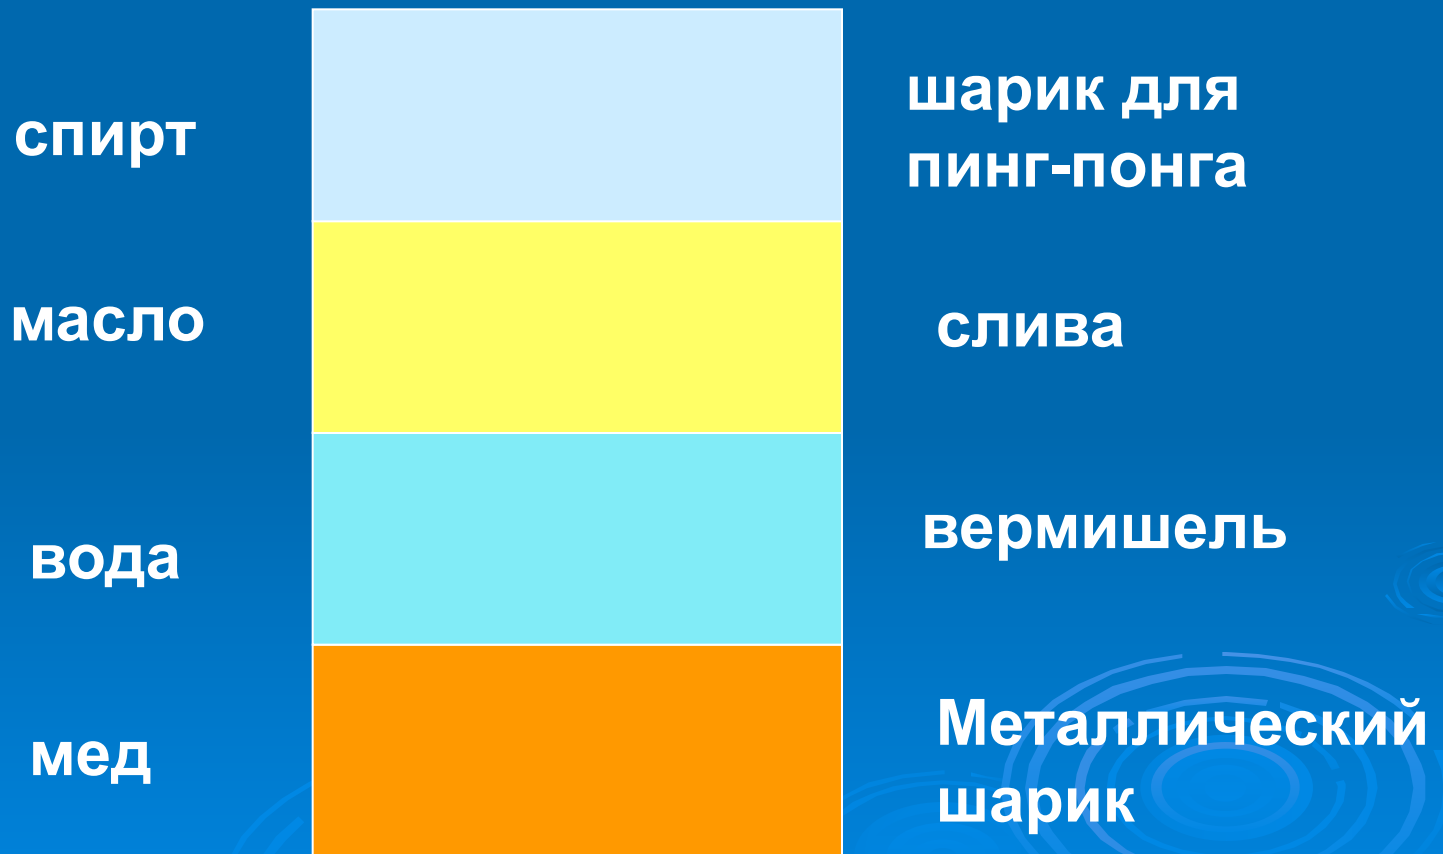 спирт
масло
вода
мед
шарик для
пинг-понга
слива
вермишель
Металлический
шарик